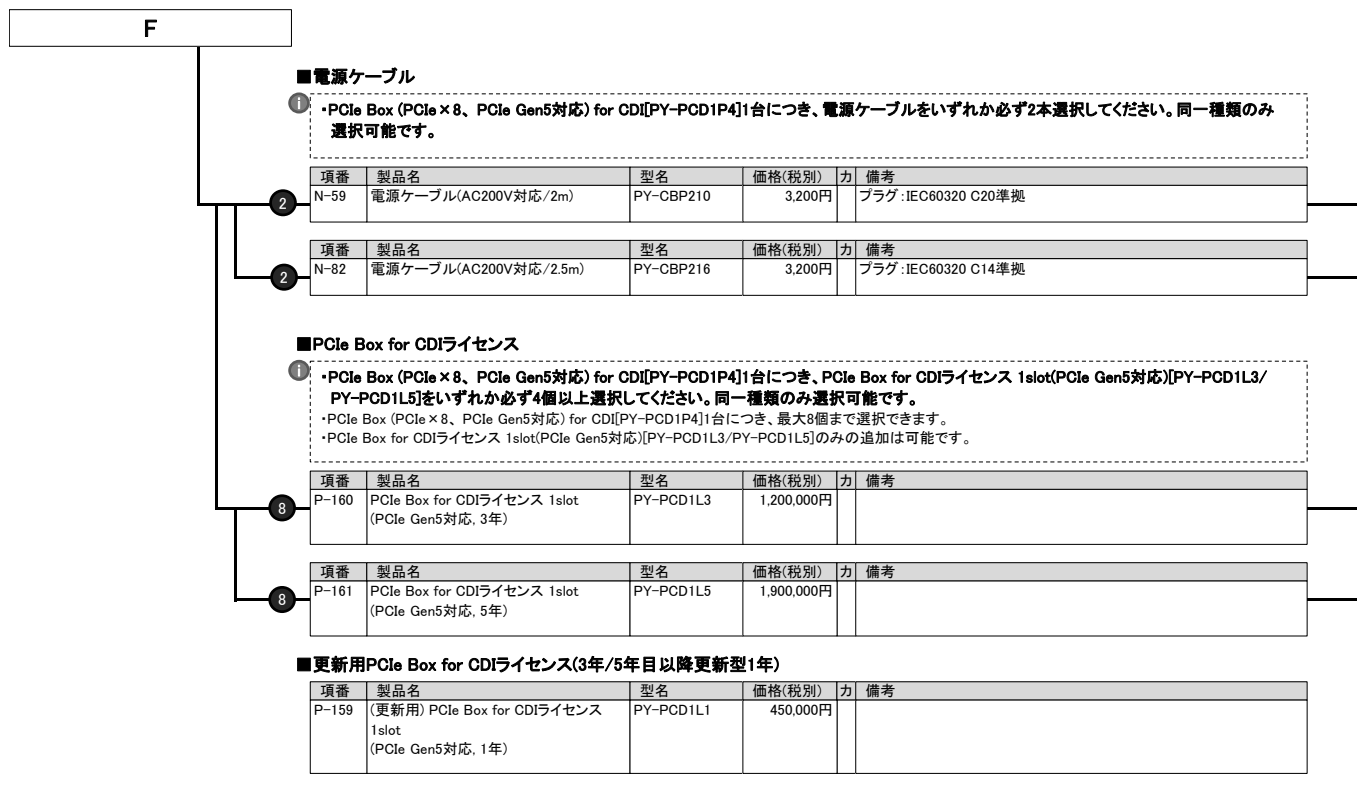 F
■電源ケーブル
i
・PCIe Box (PCIe×8、PCIe Gen5対応) for CDI[PY-PCD1P4]1台につき、電源ケーブルをいずれか必ず2本選択してください。同一種類のみ
選択可能です。
項番 製品名 型名 価格(税別) カ 備考
2 N-59 電源ケーブル(AC200V対応/2m) PY-CBP210 3,200円 プラグ:IEC60320 C20準拠
項番 製品名 型名 価格(税別) カ 備考
2 N-82 電源ケーブル(AC200V対応/2.5m) PY-CBP216 3,200円 プラグ:IEC60320 C14準拠
■PCIe Box for CDIライセンス
i
・PCIe Box (PCIe×8、PCIe Gen5対応) for CDI[PY-PCD1P4]1台につき、PCIe Box for CDIライセンス 1slot(PCIe Gen5対応)[PY-PCD1L3/
PY-PCD1L5]をいずれか必ず4個以上選択してください。同一種類のみ選択可能です。
・PCIe Box (PCIe×8、PCIe Gen5対応) for CDI[PY-PCD1P4]1台につき、最大8個まで選択できます。
・PCIe Box for CDIライセンス 1slot(PCIe Gen5対応)[PY-PCD1L3/PY-PCD1L5]のみの追加は可能です。
項番 製品名 型名 価格(税別) カ 備考
8 P-160 PCIe Box for CDIライセンス 1slot PY-PCD1L3 1,200,000円
(PCIe Gen5対応, 3年)
項番 製品名 型名 価格(税別) カ 備考
8 P-161 PCIe Box for CDIライセンス 1slot PY-PCD1L5 1,900,000円
(PCIe Gen5対応, 5年)
■更新用PCIe Box for CDIライセンス(3年/5年目以降更新型1年)
項番 製品名 型名 価格(税別) カ 備考
P-159 (更新用) PCIe Box for CDIライセンス PY-PCD1L1 450,000円
1slot
(PCIe Gen5対応, 1年)